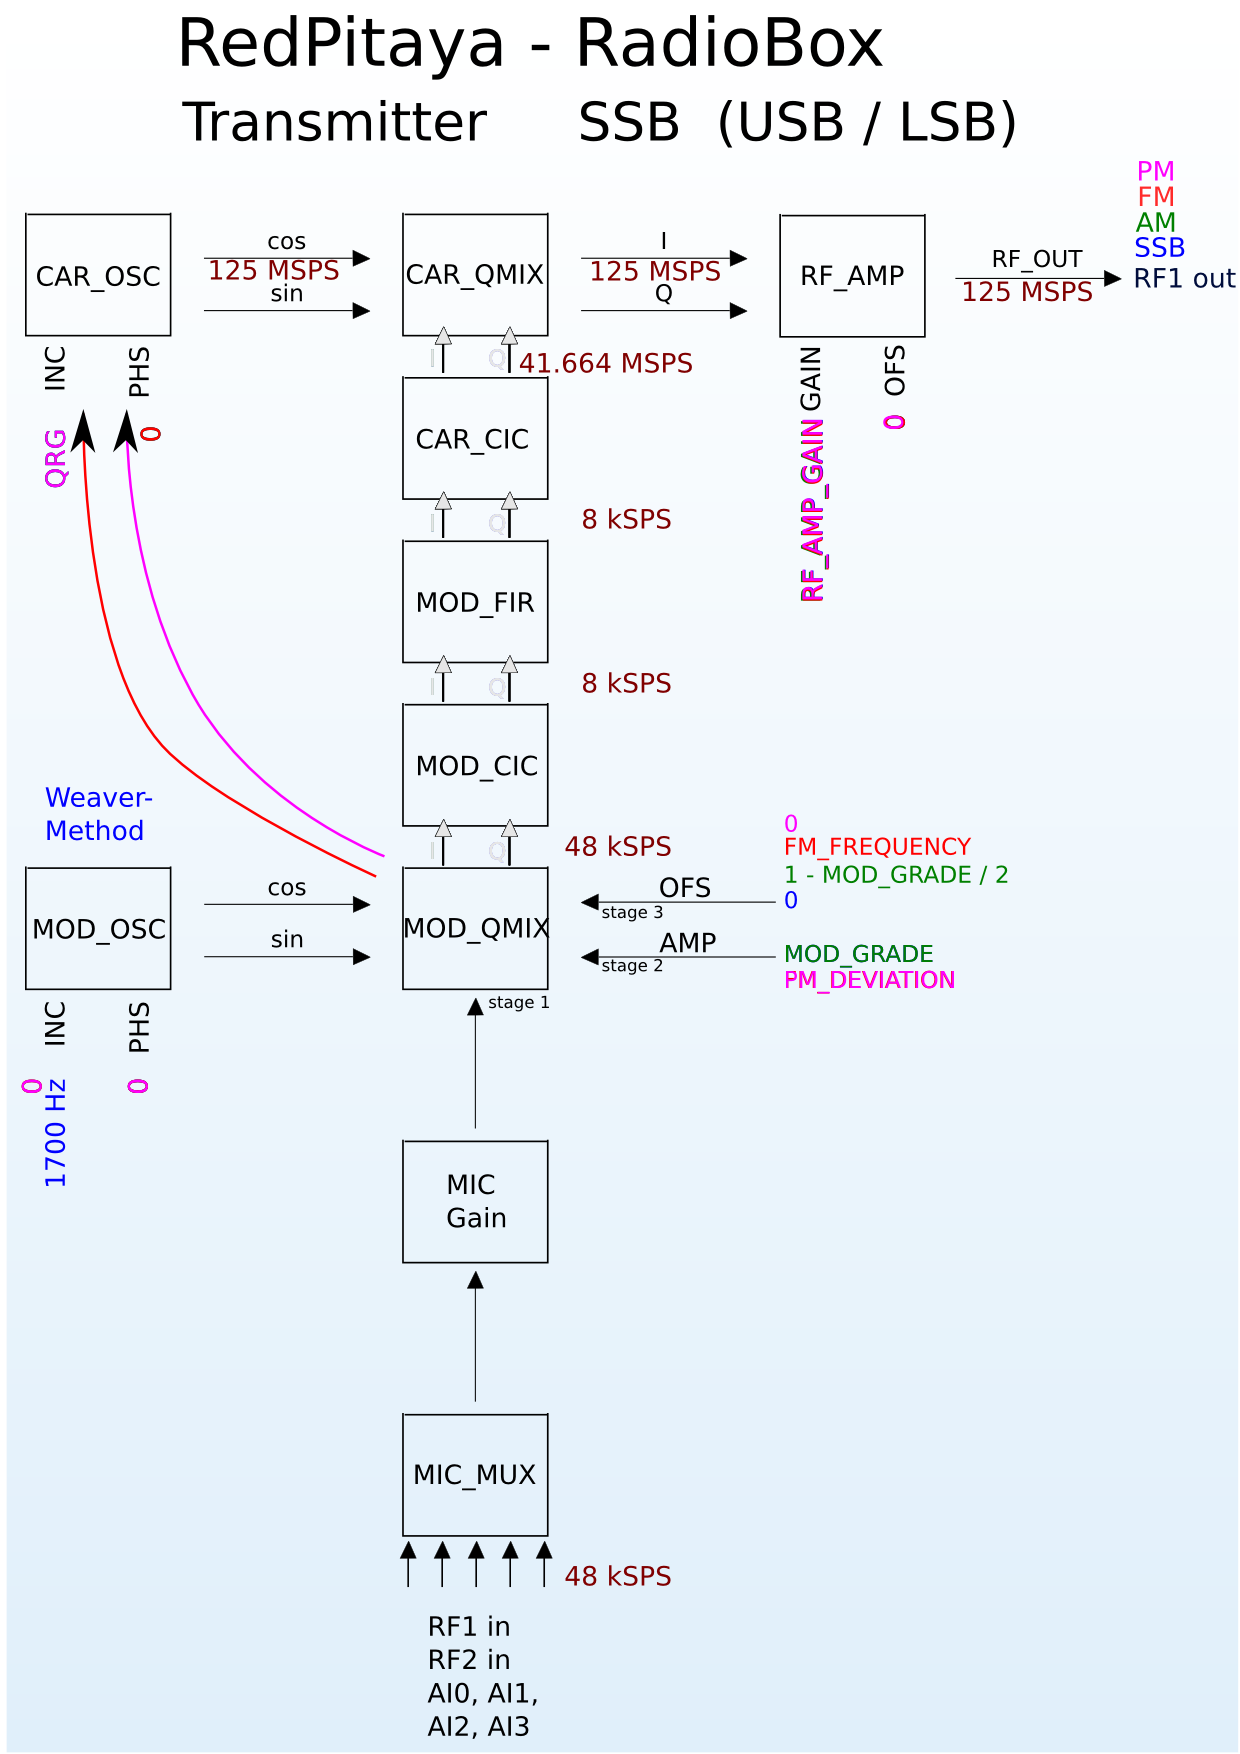 RedPitaya - RadioBox
Transmitter SSB (USB / LSB)
PM
FM
AM
SSB
RF1 out
CAR_OSC
cos
125 MSPS
sin
CAR_QMIX
I
125 MSPS
Q
RF_AMP
RF_OUT
125 MSPS
INC
PHS
QRG
0
I
Q
41.664 MSPS
GAIN
OFS
RF_AMP_GAIN
0
CAR_CIC
I
Q
8 kSPS
MOD_FIR
I
Q
8 kSPS
MOD_CIC
Weaver-
Method
I
Q
48 kSPS
0
FM_FREQUENCY
1 - MOD_GRADE / 2
0
MOD_OSC
cos
sin
MOD_QMIX
OFS
stage 3
AMP
stage 2
MOD_GRADE
PM_DEVIATION
INC
PHS
0
1700 Hz
0
stage 1
MIC
Gain
MIC_MUX
48 kSPS
RF1 in
RF2 in
AI0, AI1,
AI2, AI3